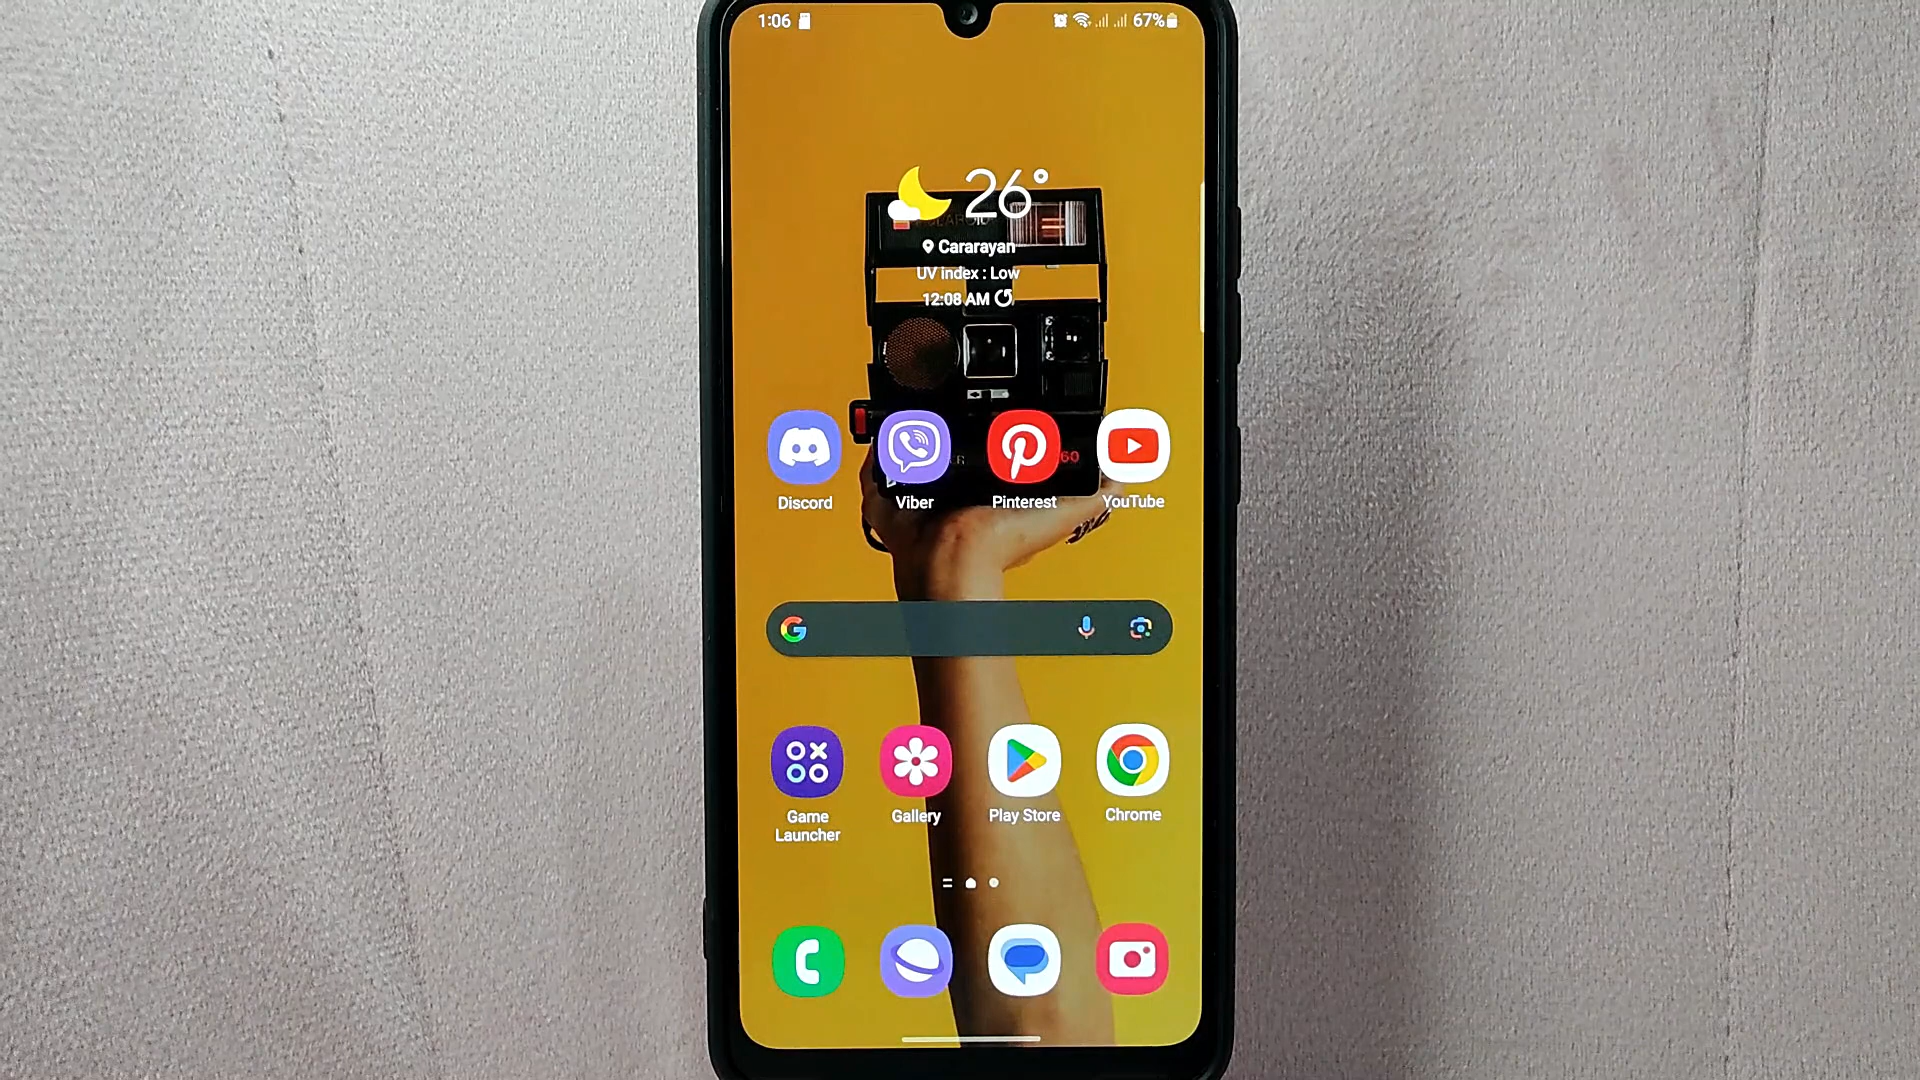 1:06
67%
26°
Cararayan
UV index : Low
12:08 AM
60
Discord
Viber
Pinterest
YouTube
Game
Launcher
Gallery
Play Store
Chrome